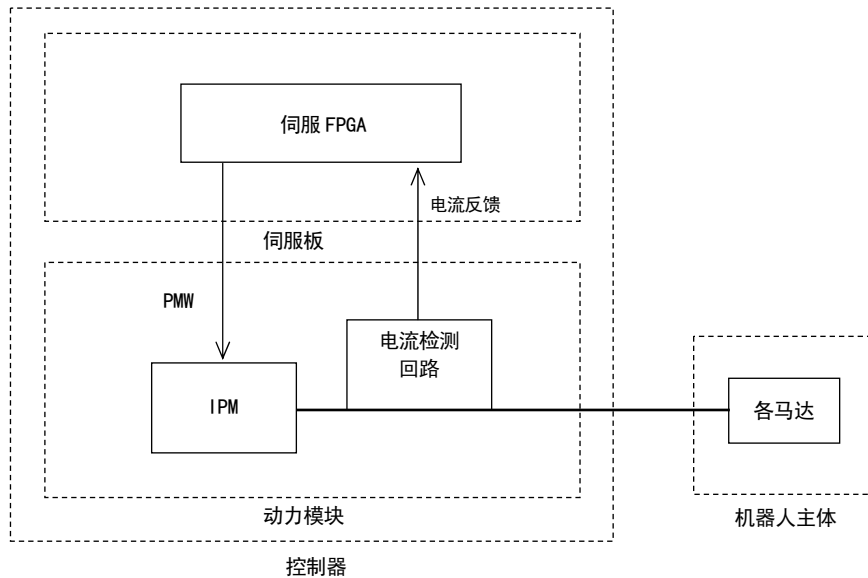 伺服 FPGA
电流反馈
伺服板
PMW
电流检测
回路
IPM
各马达
动力模块
机器人主体
控制器